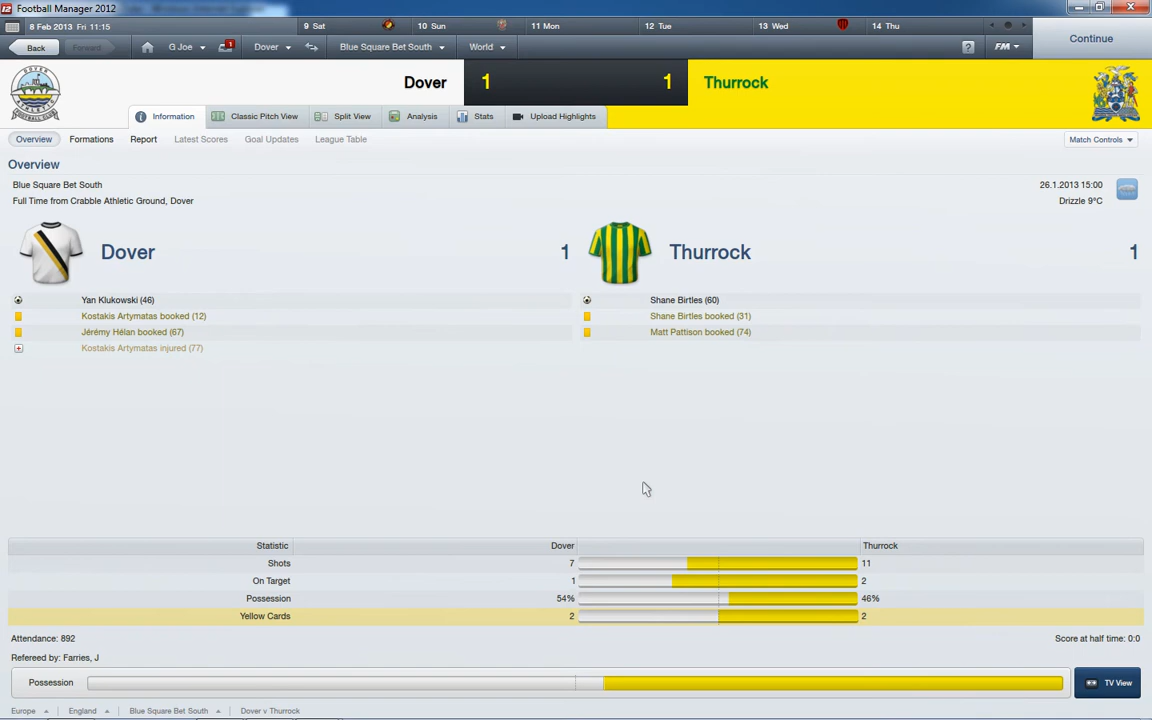 Football Manager 2012
8 Feb 2013 Fri 11:15 9 Sat 10 Sun 11 Mon 12 Tue 13 Wed 14 Thu
Continue
Back Forward G Joe 1 Dover Blue Square Bet South World ? FM
Dover 1 1 Thurrock
Information Classic Pitch View Split View Analysis Stats Upload Highlights
Overview Formations Report Latest Scores Goal Updates League Table Match Controls
Overview
Blue Square Bet South 26.1.2013 15:00
Full Time from Crabble Athletic Ground, Dover Drizzle 9°C
Dover 1 Thurrock 1
Yan Klukowski (46) Shane Birtles (60)
Kostakis Artymatas booked (12) Shane Birtles booked (31)
Jérémy Hélan booked (67) Matt Pattison booked (74)
Kostakis Artymatas injured (77)
Statistic Dover Thurrock
Shots 7 11
On Target 1 2
Possession 54% 46%
Yellow Cards 2 2
Attendance: 892 Score at half time: 0:0
Refereed by: Farries, J
Possession TV View
Europe England Blue Square Bet South Dover v Thurrock